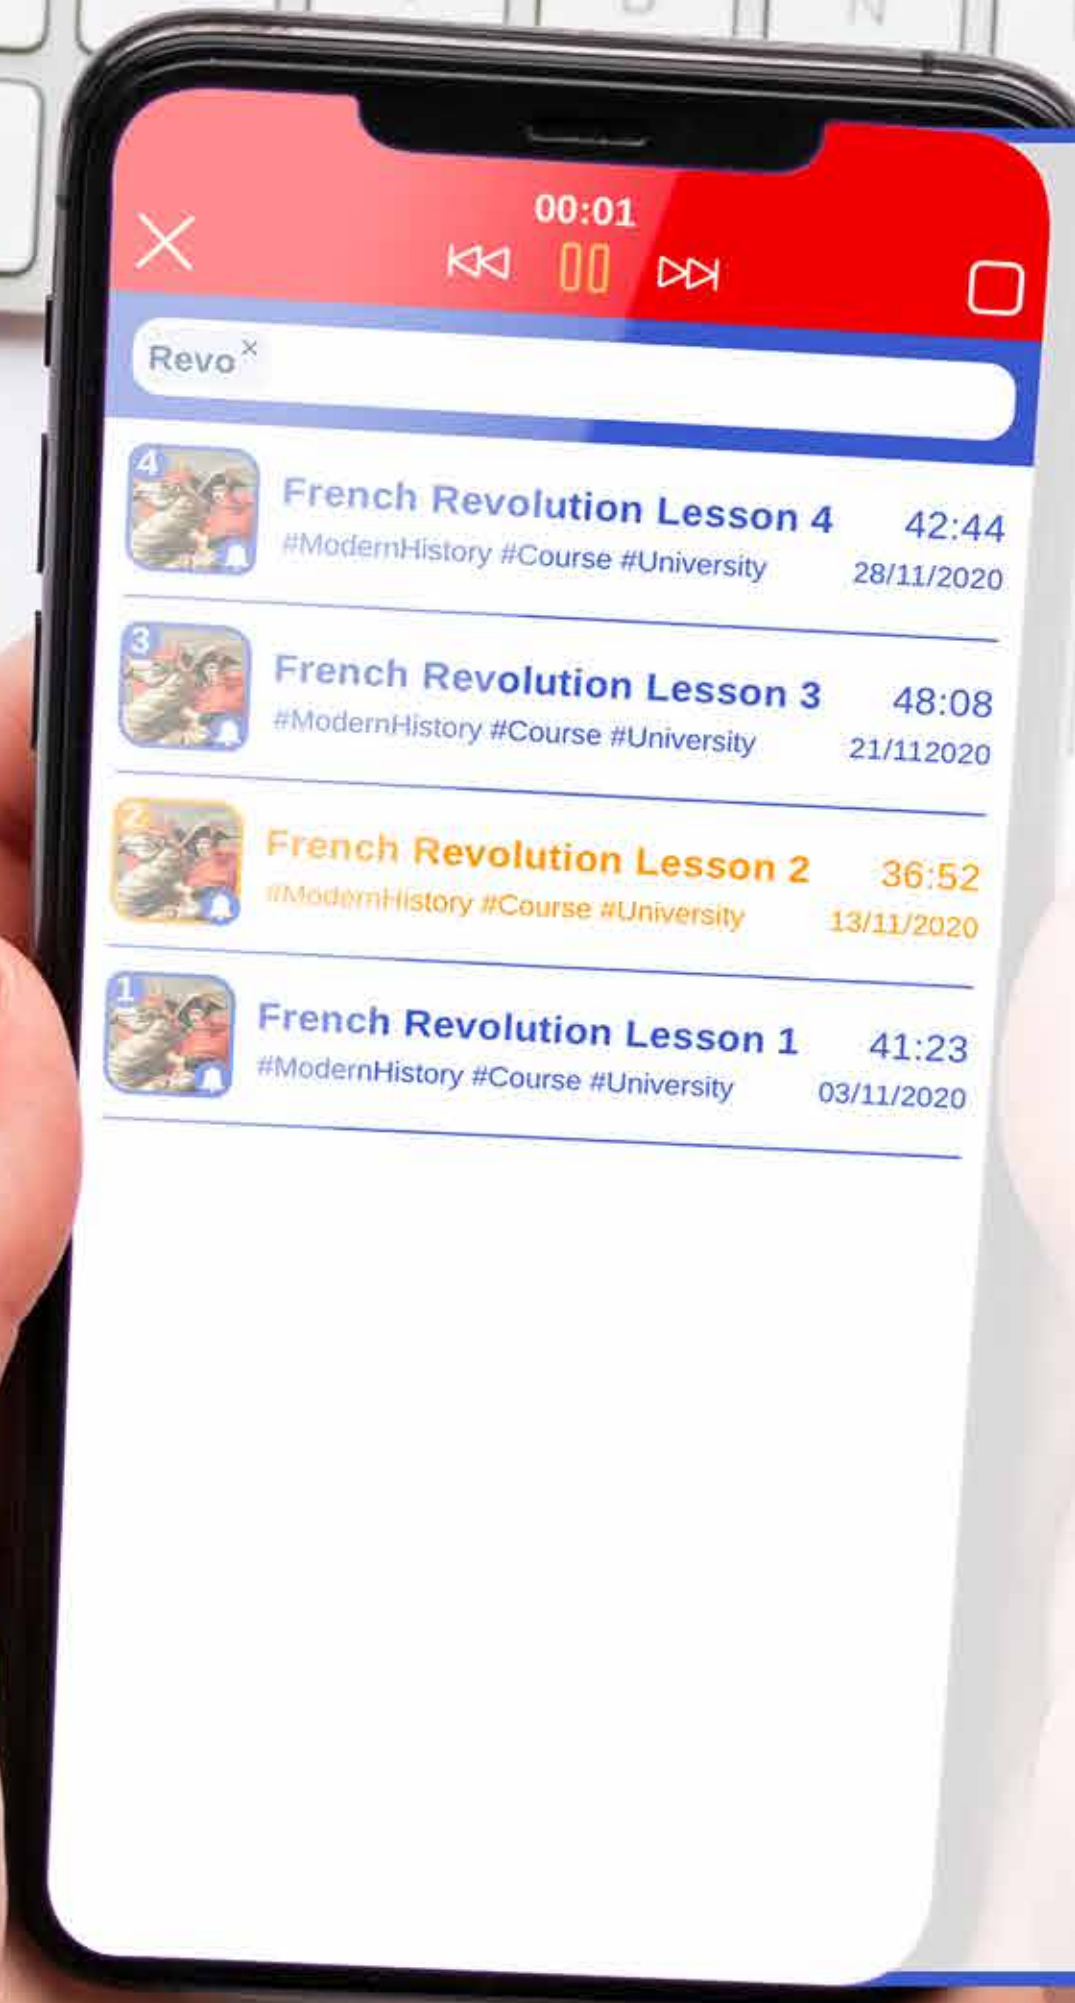 00:01
Revo×
4
French Revolution Lesson 4 42:44
#ModernHistory #Course #University 28/11/2020
3
French Revolution Lesson 3 48:08
#ModernHistory #Course #University 21/112020
2
French Revolution Lesson 2 36:52
#ModernHistory #Course #University 13/11/2020
1
French Revolution Lesson 1 41:23
#ModernHistory #Course #University 03/11/2020